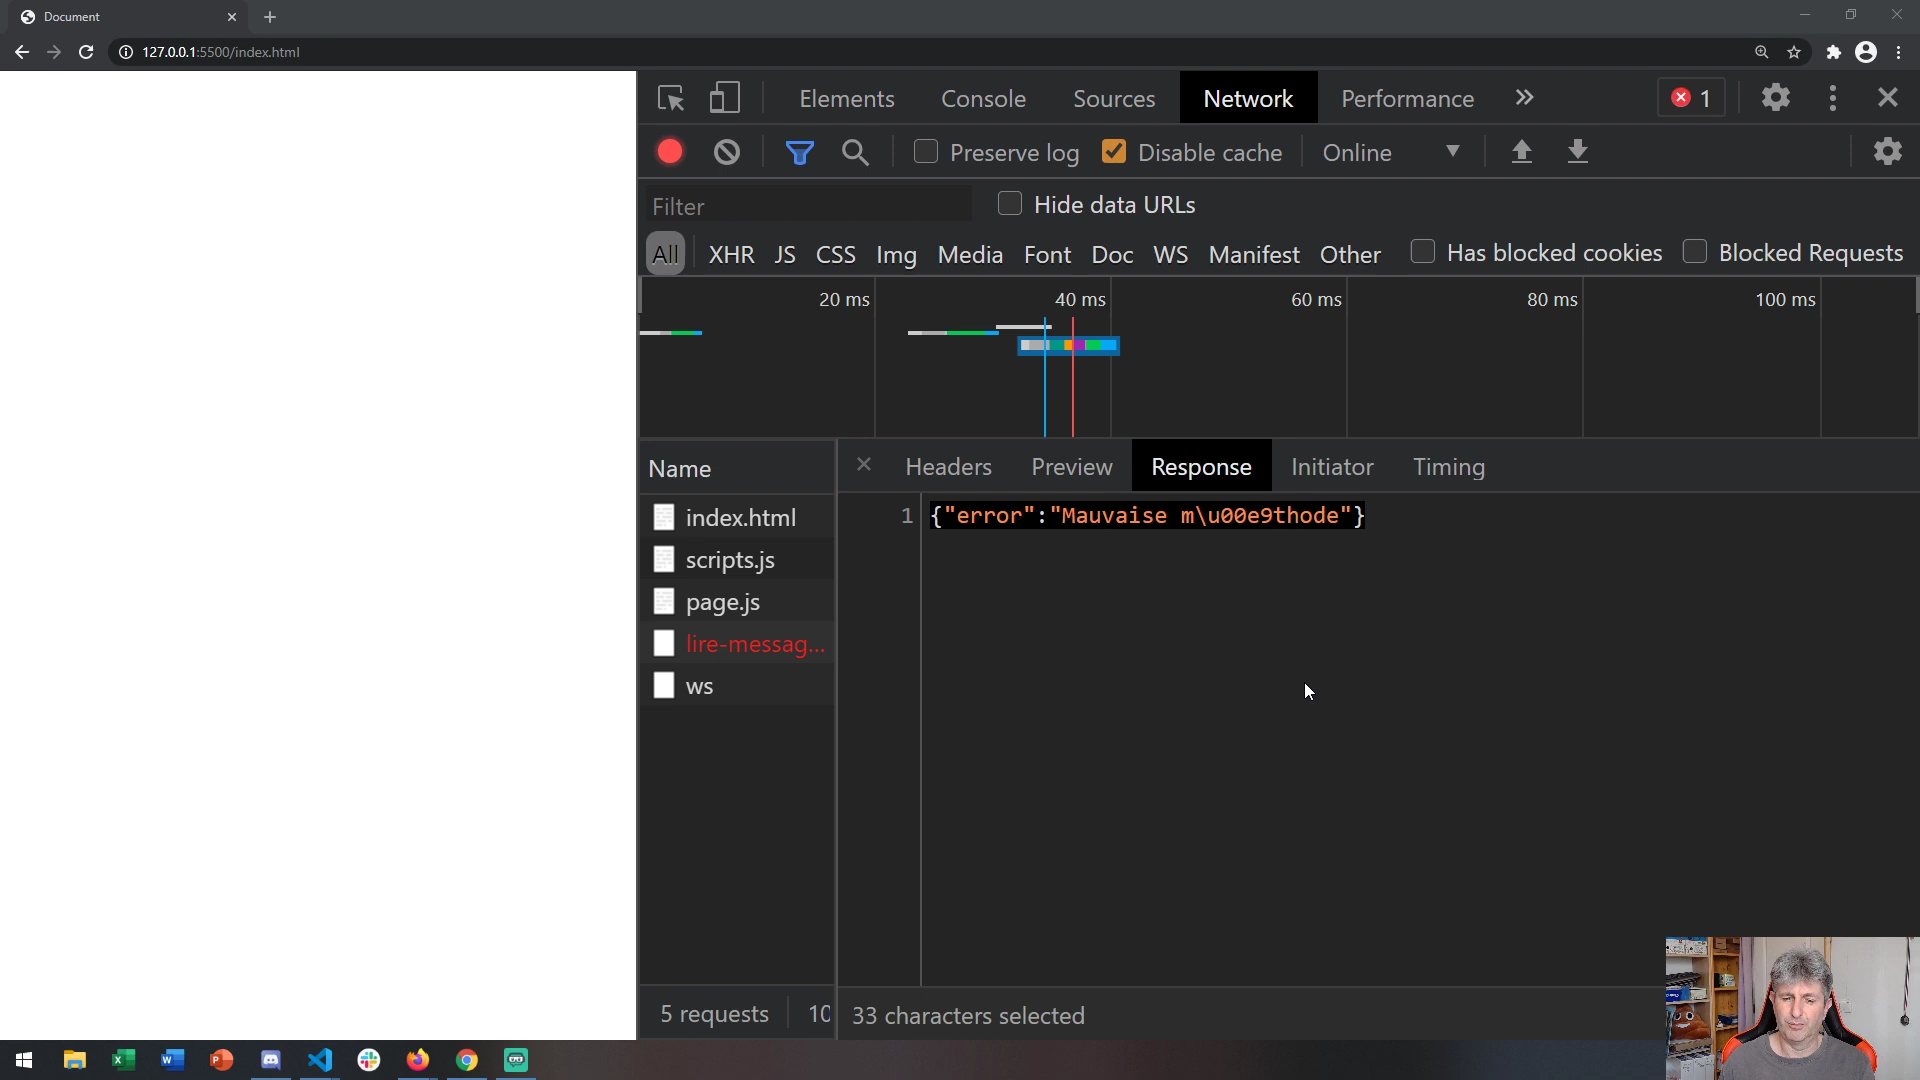 Document
127.0.0.1:5500/index.html
Elements Console Sources Network Performance 1
Preserve log Disable cache Online
Filter Hide data URLs
All XHR JS CSS Img Media Font Doc WS Manifest Other Has blocked cookies Blocked Requests
20 ms 40 ms 60 ms 80 ms 100 ms
Name Headers Preview Response Initiator Timing
1 {"error":"Mauvaise m\u00e9thode"}
index.html
scripts.js
page.js
lire-messag...
ws
5 requests 10 33 characters selected